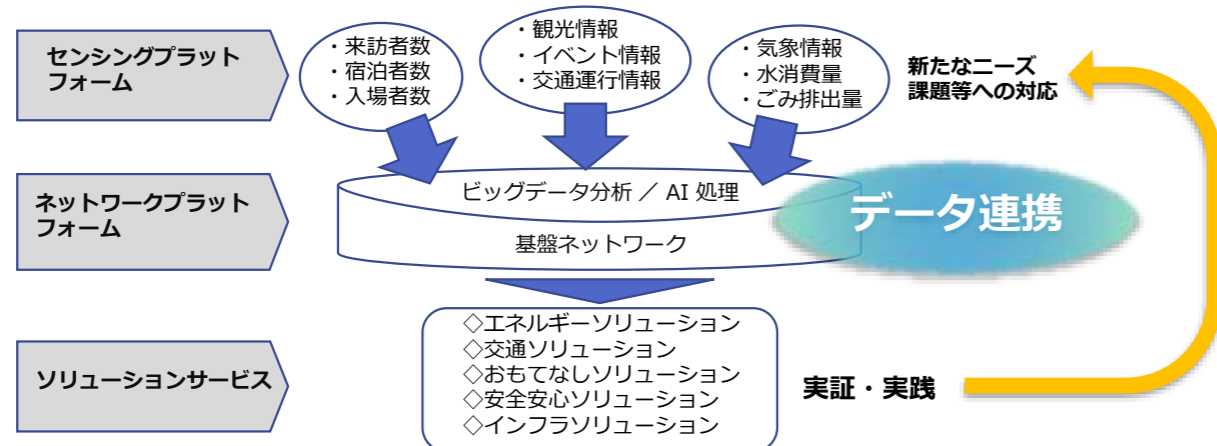 センシングプラット
フォーム
・来訪者数
・宿泊者数
・入場者数
・観光情報
・イベント情報
・交通運行情報
・気象情報
・水消費量
・ごみ排出量
新たなニーズ
課題等への対応
ネットワークプラット
フォーム
ビッグデータ分析 ／ AI 処理
基盤ネットワーク
データ連携
ソリューションサービス
◇エネルギーソリューション
◇交通ソリューション
◇おもてなしソリューション
◇安全安心ソリューション
◇インフラソリューション
実証・実践